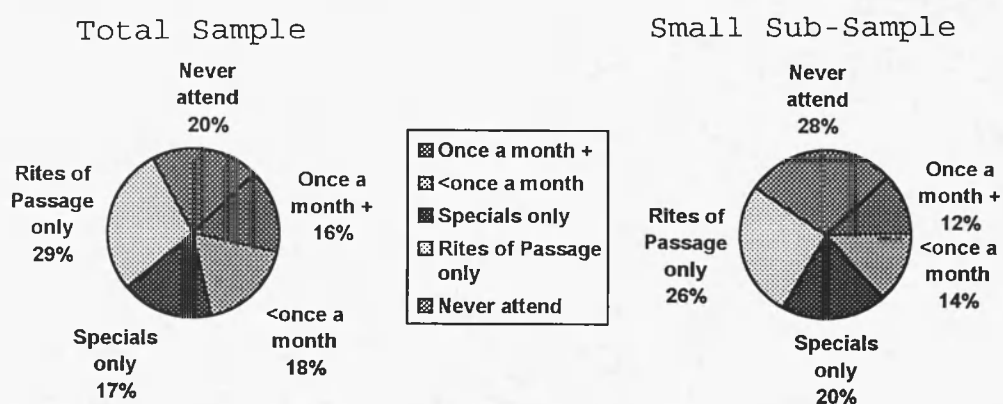 Total Sample
Never
attend
20%
Rites of
Passage
only
29%
Once a
month +
16%
Specials
only
17%
<once a
month
18%
Once a month +
<once a month
Specials only
Rites of Passage
only
Never attend
Small Sub-Sample
Never
attend
28%
Once a
month +
12%
Rites of
Passage
only
26%
<once a
month
14%
Specials
only
20%